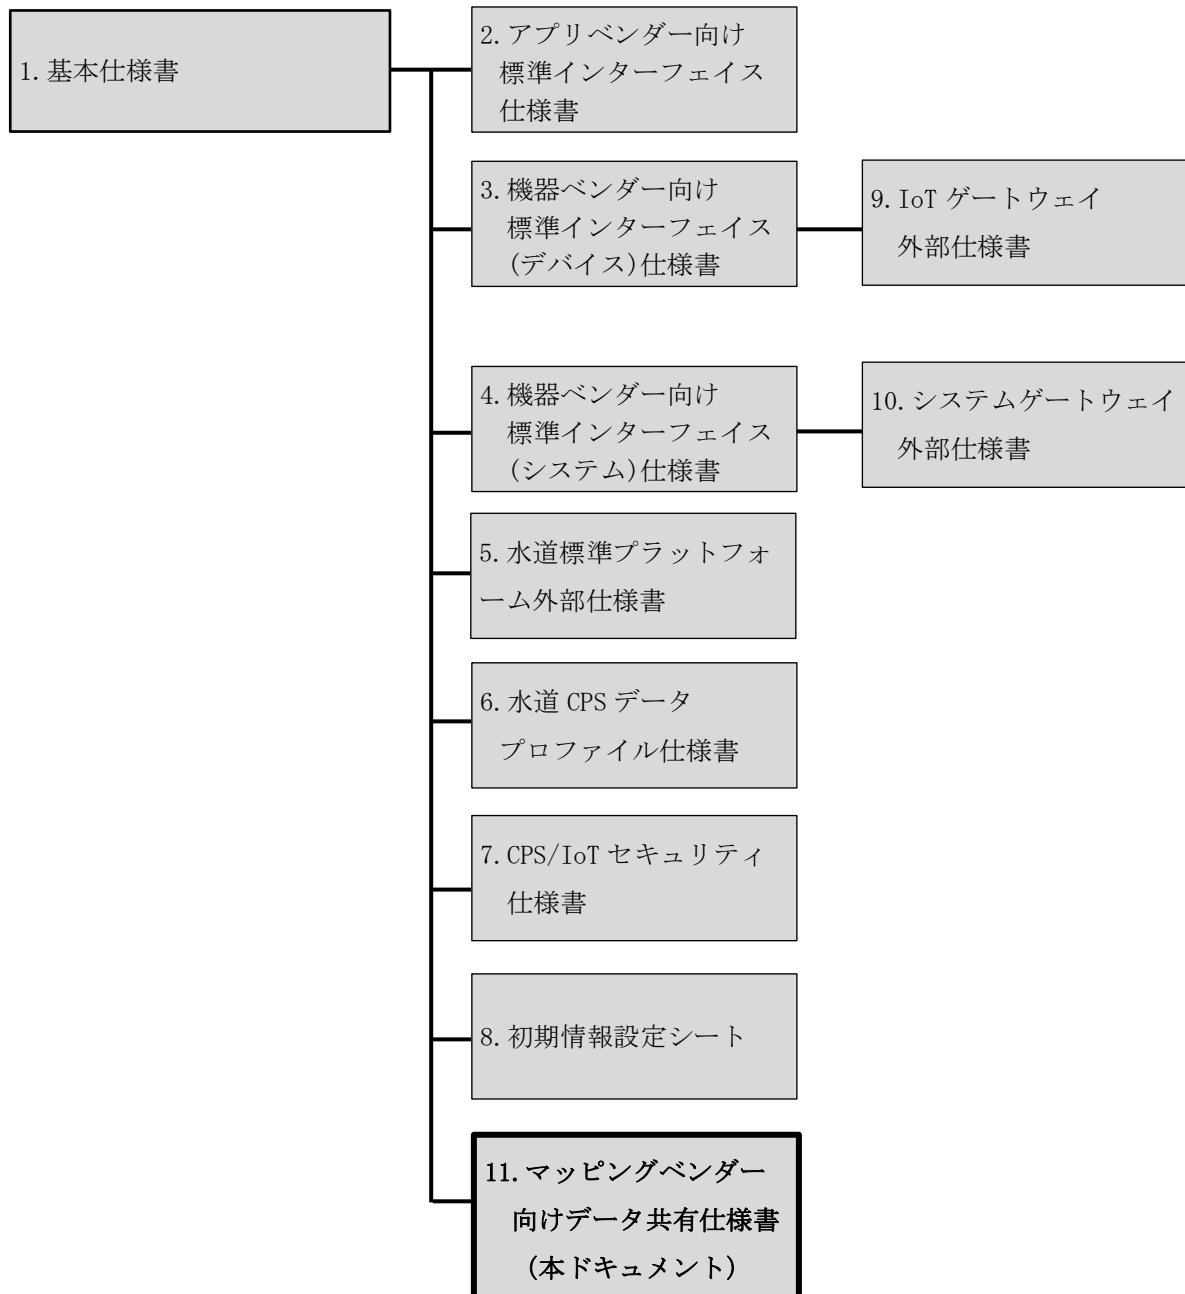 1. 基本仕様書
2. アプリベンダー向け
標準インターフェイス
仕様書
3. 機器ベンダー向け
標準インターフェイス
(デバイス)仕様書
9. IoT ゲートウェイ
外部仕様書
4. 機器ベンダー向け
標準インターフェイス
(システム)仕様書
10. システムゲートウェイ
外部仕様書
5. 水道標準プラットフォ
ーム外部仕様書
6. 水道 CPS データ
プロファイル仕様書
7. CPS/IoT セキュリティ
仕様書
8. 初期情報設定シート
11. マッピングベンダー
向けデータ共有仕様書
(本ドキュメント)